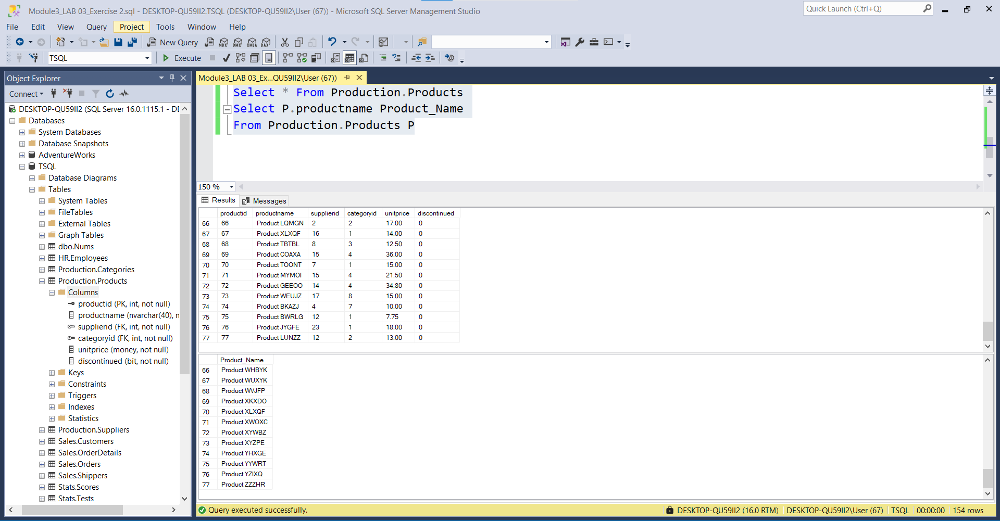 Module3_LAB 03_Exercise 2.sql - DESKTOP-QU59II2.TSQL (DESKTOP-QU59II2\User (67)) - Microsoft SQL Server Management Studio
Quick Launch (Ctrl+Q)
File Edit View Query Project Tools Window Help
New Query MDX DMX XMLA DAX
TSQL Execute
Object Explorer
Connect
DESKTOP-QU59II2 (SQL Server 16.0.1115.1 - DE
Databases
System Databases
Database Snapshots
AdventureWorks
TSQL
Database Diagrams
Tables
System Tables
FileTables
External Tables
Graph Tables
dbo.Nums
HR.Employees
Production.Categories
Production.Products
Columns
productid (PK, int, not null)
productname (nvarchar(40), n
supplierid (FK, int, not null)
categoryid (FK, int, not null)
unitprice (money, not null)
discontinued (bit, not null)
Keys
Constraints
Triggers
Indexes
Statistics
Production.Suppliers
Sales.Customers
Sales.OrderDetails
Sales.Orders
Sales.Shippers
Stats.Scores
Stats.Tests
Module3_LAB 03_Ex...QU59II2\User (67))
Select * From Production.Products
Select P.productname Product_Name
From Production.Products P
150 %
Results Messages
productid productname supplierid categoryid unitprice discontinued
66 66 Product LQMGN 2 2 17.00 0
67 67 Product XLXQF 16 1 14.00 0
68 68 Product TBTBL 8 3 12.50 0
69 69 Product COAXA 15 4 36.00 0
70 70 Product TOONT 7 1 15.00 0
71 71 Product MYMOI 15 4 21.50 0
72 72 Product GEEOO 14 4 34.80 0
73 73 Product WEUJZ 17 8 15.00 0
74 74 Product BKAZJ 4 7 10.00 0
75 75 Product BWRLG 12 1 7.75 0
76 76 Product JYGFE 23 1 18.00 0
77 77 Product LUNZZ 12 2 13.00 0
Product_Name
66 Product WHBYK
67 Product WUXYK
68 Product WVJFP
69 Product XKXDO
70 Product XLXQF
71 Product XWOXC
72 Product XYWBZ
73 Product XYZPE
74 Product YHXGE
75 Product YYWRT
76 Product YZIXQ
77 Product ZZZHR
Query executed successfully.
DESKTOP-QU59II2 (16.0 RTM) DESKTOP-QU59II2\User (67) TSQL 00:00:00 154 rows